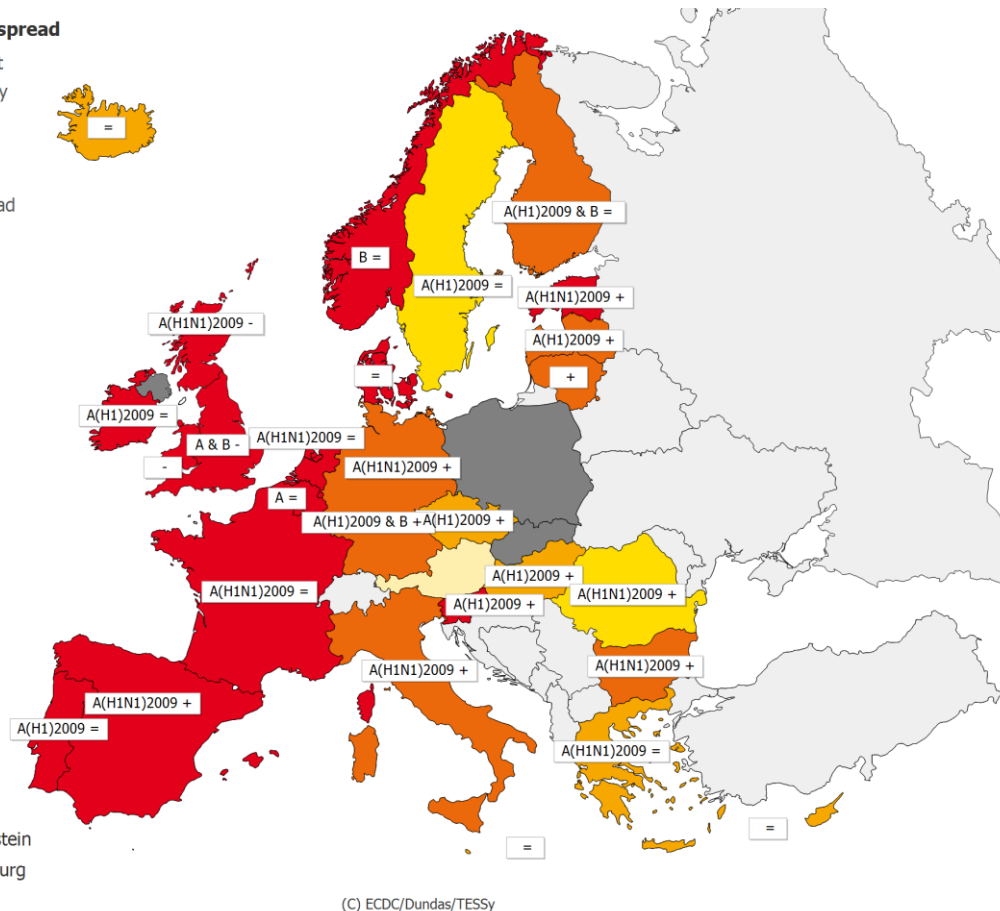 spread
t
y
=
ad
A(H1)2009 & B =
B =
A(H1)2009 =
A(H1N1)2009 +
A(H1N1)2009 -
A(H1)2009 +
=
+
A(H1)2009 =
A & B -
A(H1N1)2009 =
-
A(H1N1)2009 +
A =
A(H1)2009 & B +
A(H1)2009 +
A(H1)2009 +
A(H1N1)2009 =
A(H1N1)2009 +
A(H1)2009 +
A(H1N1)2009 +
A(H1N1)2009 +
A(H1N1)2009 +
A(H1)2009 =
A(H1N1)2009 =
=
stein
=
urg
(C) ECDC/Dundas/TESSy